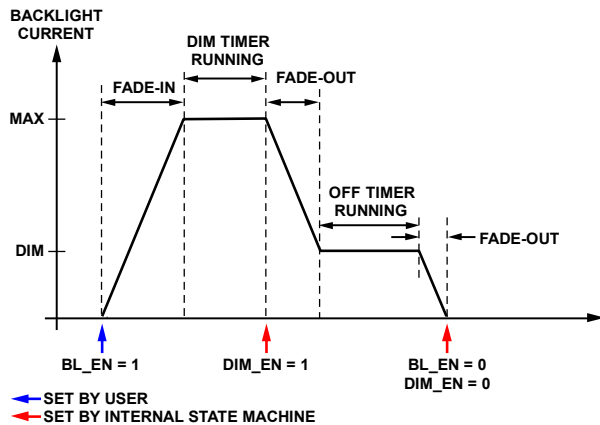 BACKLIGHT
CURRENT
DIM TIMER
RUNNING
FADE-IN
FADE-OUT
MAX
OFF TIMER
RUNNING
FADE-OUT
DIM
BL_EN = 1
DIM_EN = 1
BL_EN = 0
DIM_EN = 0
SET BY USER
SET BY INTERNAL STATE MACHINE